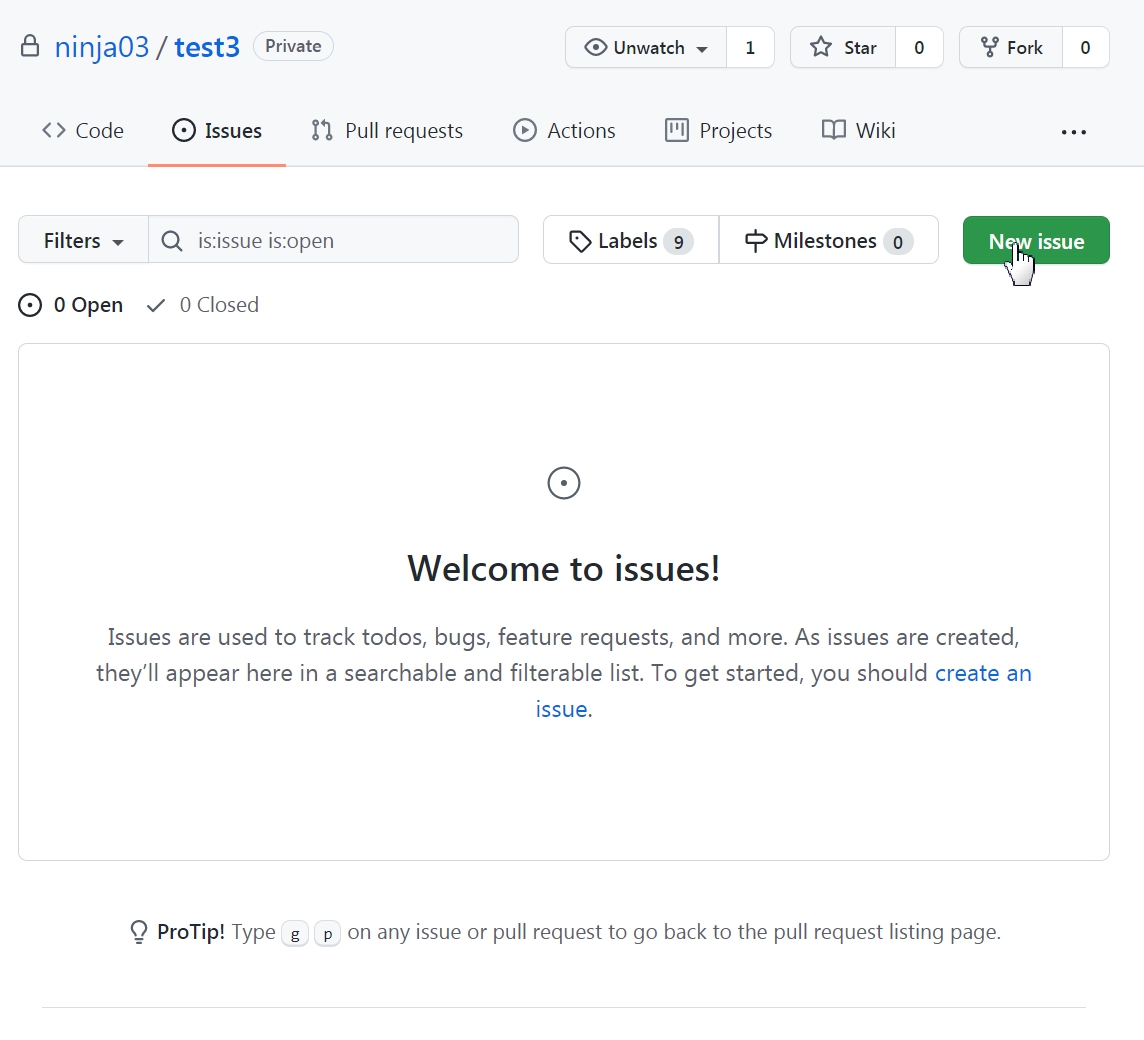 ninja03 / test3 Private Unwatch 1 Star 0 Fork 0
Code Issues Pull requests Actions Projects Wiki
Filters is:issue is:open Labels 9 Milestones 0 New issue
0 Open 0 Closed
Welcome to issues!
Issues are used to track todos, bugs, feature requests, and more. As issues are created,
they’ll appear here in a searchable and filterable list. To get started, you should create an
issue.
ProTip! Type g p on any issue or pull request to go back to the pull request listing page.